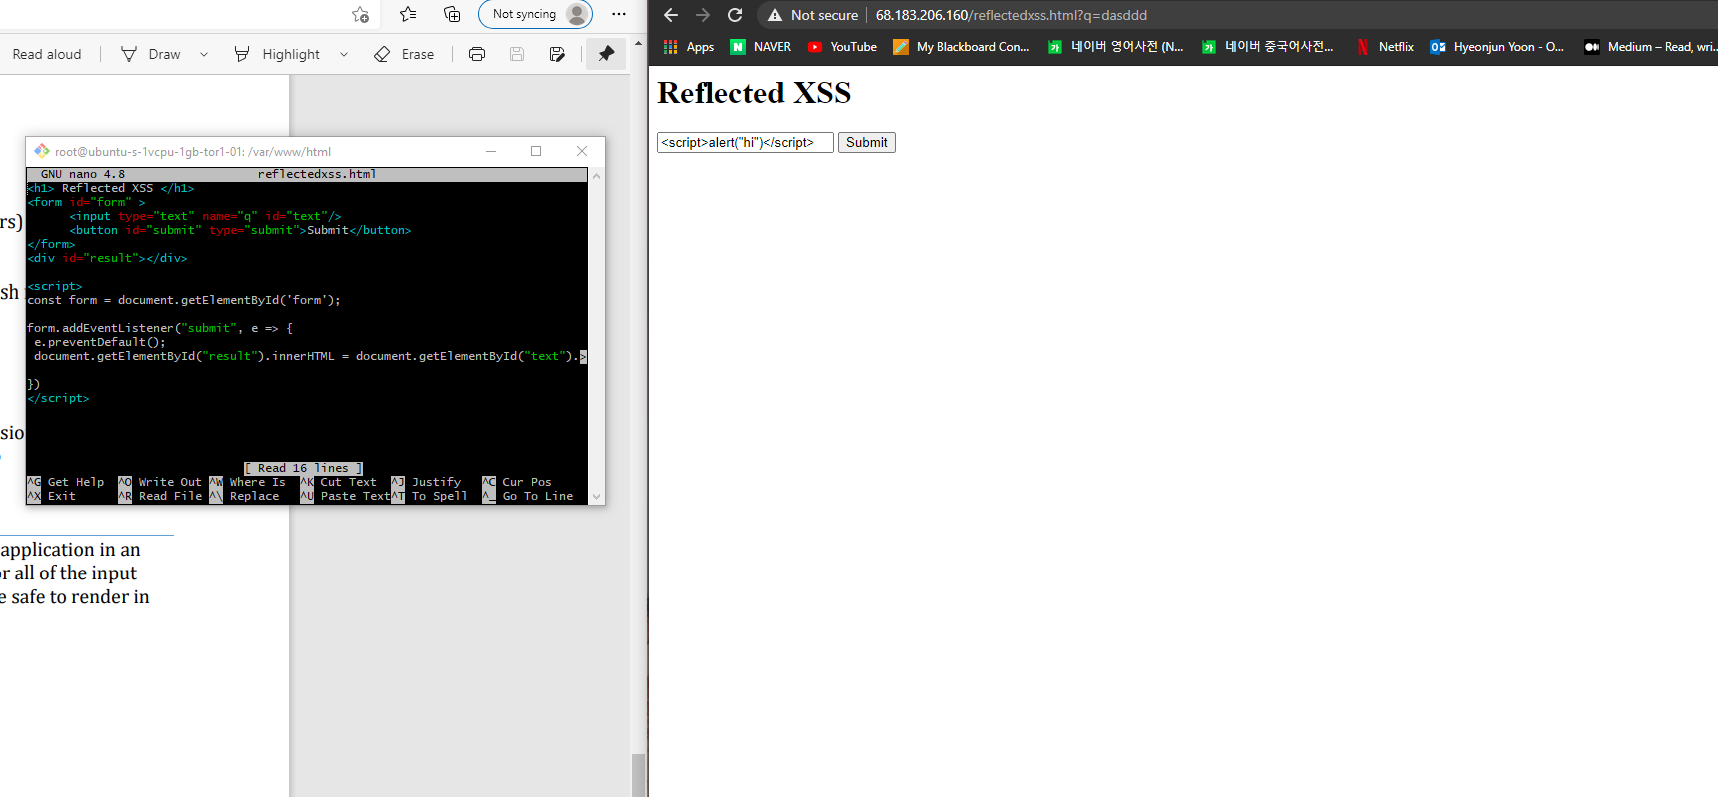 Not syncing
Read aloud
Draw
Highlight
Erase
rs)
sh
sio
application in an
r all of the input
e safe to render in
root@ubuntu-s-1vcpu-1gb-tor1-01: /var/www/html
GNU nano 4.8 reflectedxss.html
<h1> Reflected XSS </h1>
<form id="form" >
<input type="text" name="q" id="text"/>
<button id="submit" type="submit">Submit</button>
</form>
<div id="result"></div>
<script>
const form = document.getElementById('form');
form.addEventListener("submit", e => {
e.preventDefault();
document.getElementById("result").innerHTML = document.getElementById("text").>
})
</script>
[ Read 16 lines ]
^G Get Help ^O Write Out ^W Where Is ^K Cut Text ^J Justify ^C Cur Pos
^X Exit ^R Read File ^\ Replace ^U Paste Text^T To Spell ^_ Go To Line
Not secure 68.183.206.160/reflectedxss.html?q=dasddd
Apps NAVER YouTube My Blackboard Con... 네이버 영어사전 (N... 네이버 중국어사전... Netflix Hyeonjun Yoon - O... Medium – Read, wri...
Reflected XSS
<script>alert("hi")</script> Submit